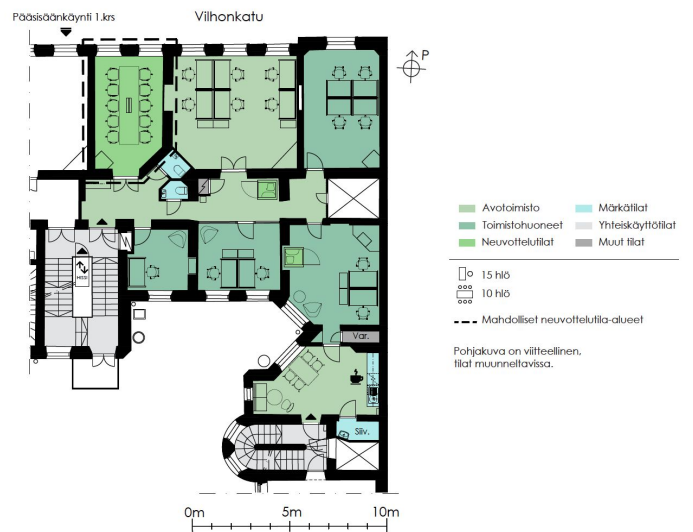 Pääsisäänkäynti 1.krs
Vilhonkatu
P
HISSI
Var.
Siiv.
Avotoimisto
Toimistohuoneet
Neuvottelutilat
Märkätilat
Yhteiskäyttötilat
Muut tilat
15 hlö
10 hlö
Mahdolliset neuvottelutila-alueet
Pohjakuva on viitteellinen,
tilat muunneltavissa.
0m 5m 10m